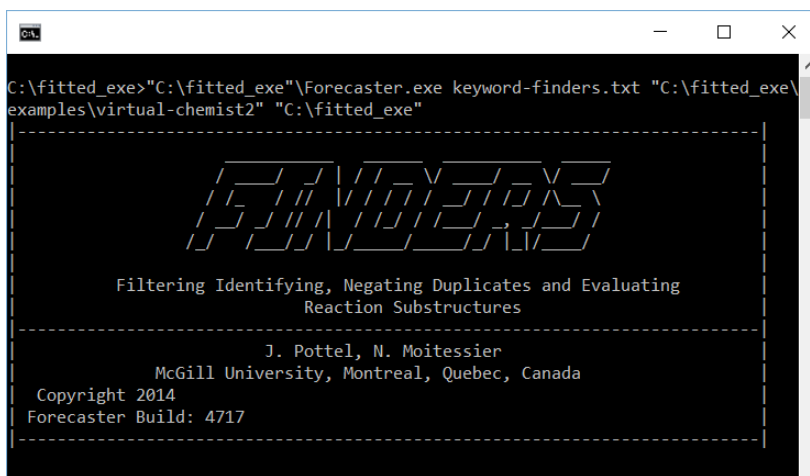 C:\fitted_exe>"C:\fitted_exe"\Forecaster.exe keyword-finders.txt "C:\fitted_exe\
examples\virtual-chemist2" "C:\fitted_exe"
FINDERS
Filtering Identifying, Negating Duplicates and Evaluating
Reaction Substructures
J. Pottel, N. Moitessier
McGill University, Montreal, Quebec, Canada
Copyright 2014
Forecaster Build: 4717